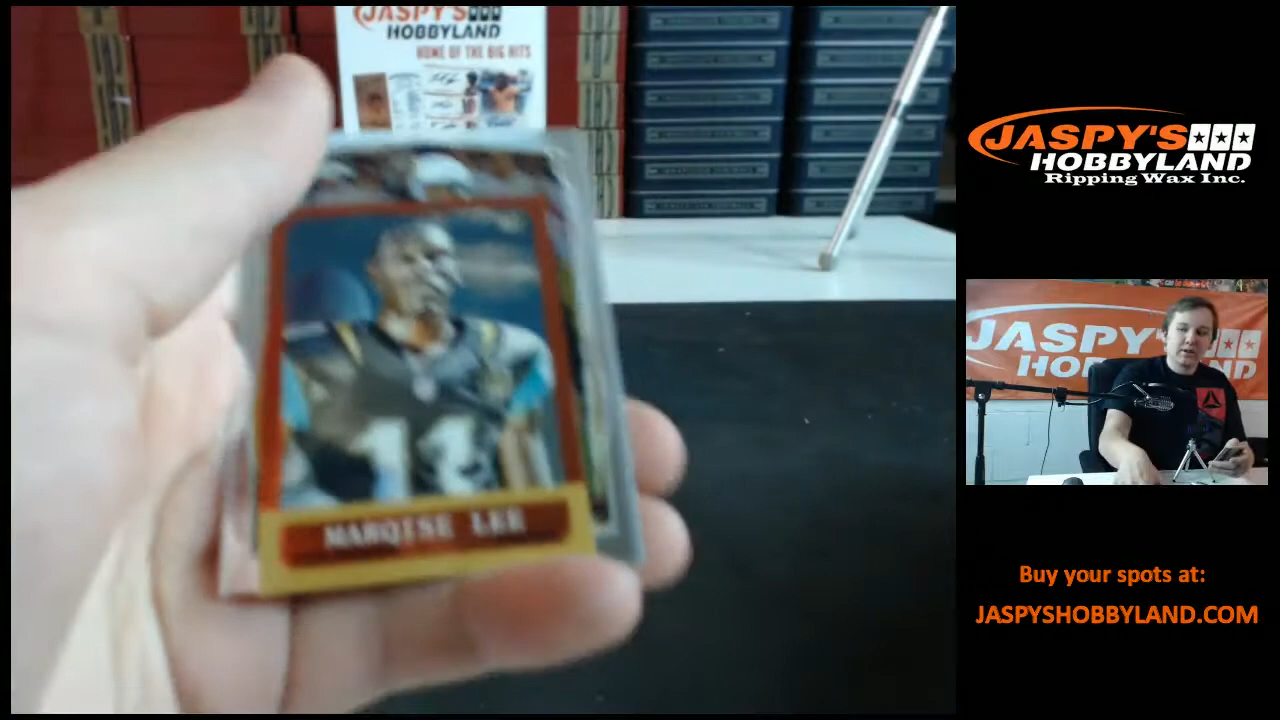 JASPY'S
HOBBYLAND
HOME OF THE BIG HITS
MARQISE LEE
11
JASPY'S
HOBBYLAND
Ripping Wax Inc.
JASPY'S
Buy your spots at:
JASPYSHOBBYLAND.COM